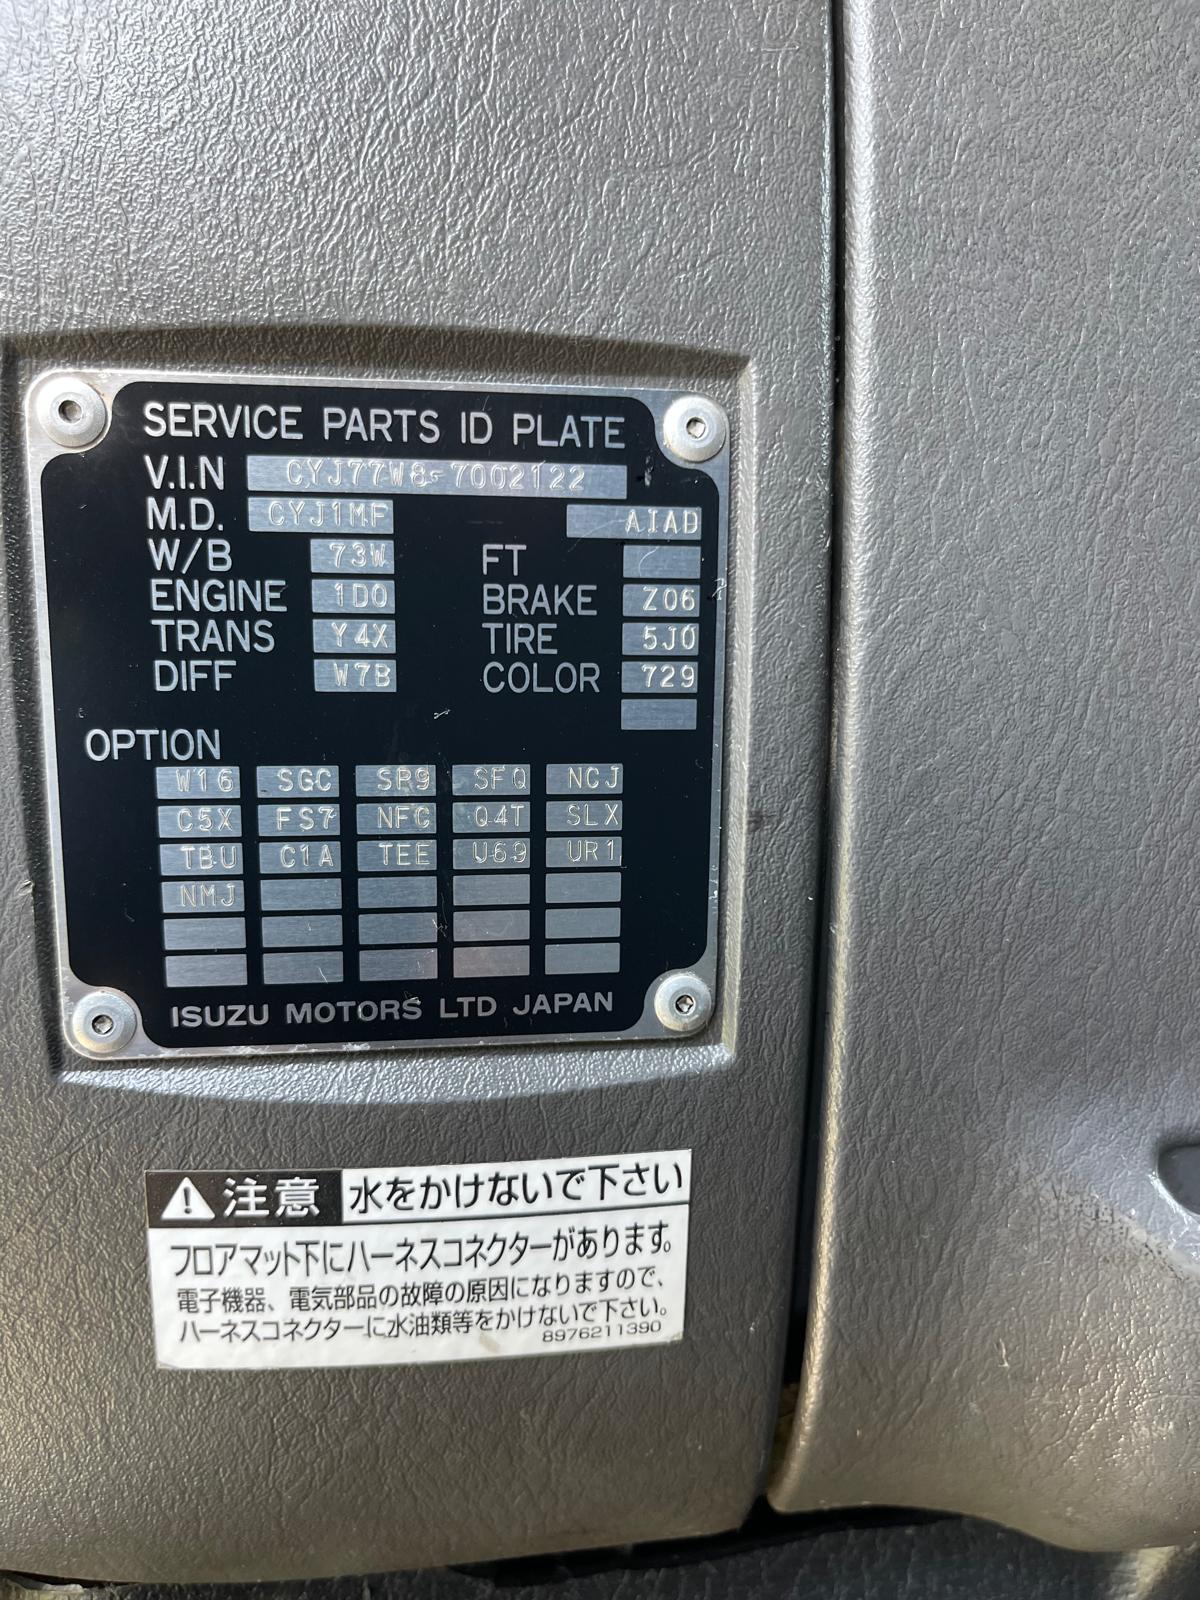 SERVICE PARTS ID PLATE
V.I.N CYJ77W8-7002122
M.D. CYJ1MF AIAD
W/B 73W FT
ENGINE 1D0 BRAKE Z06
TRANS Y4X TIRE 5J0
DIFF W7B COLOR 729
OPTION
W16 SGC SR9 SFQ NCJ
C5X FS7 NFC Q4T SLX
TBU C1A TEE U69 UR1
NMJ
ISUZU MOTORS LTD JAPAN
注意 水をかけないで下さい
フロアマット下にハーネスコネクターがあります。
電子機器、電気部品の故障の原因になりますので、
ハーネスコネクターに水油類等をかけないで下さい。
8976211390